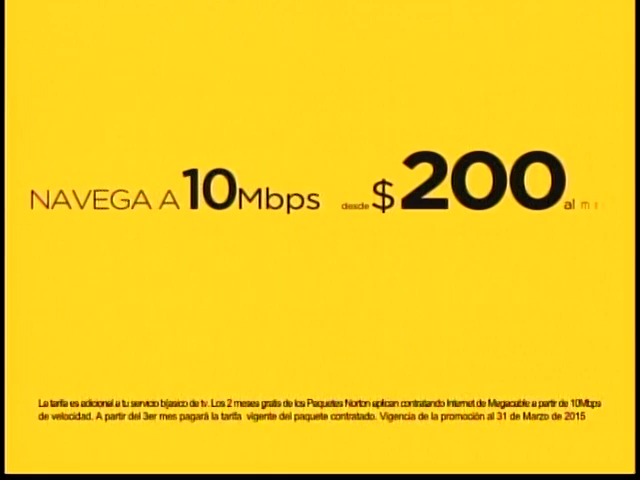 NAVEGA A 10Mbps desde $200 al m
La tarifa es adicional a tu servicio básico de tv. Los 2 meses gratis de los Paquetes Norton aplican contratando Internet de Megacable a partir de 10Mbps
de velocidad. A partir del 3er mes pagará la tarifa vigente del paquete contratado. Vigencia de la promoción al 31 de Marzo de 2015